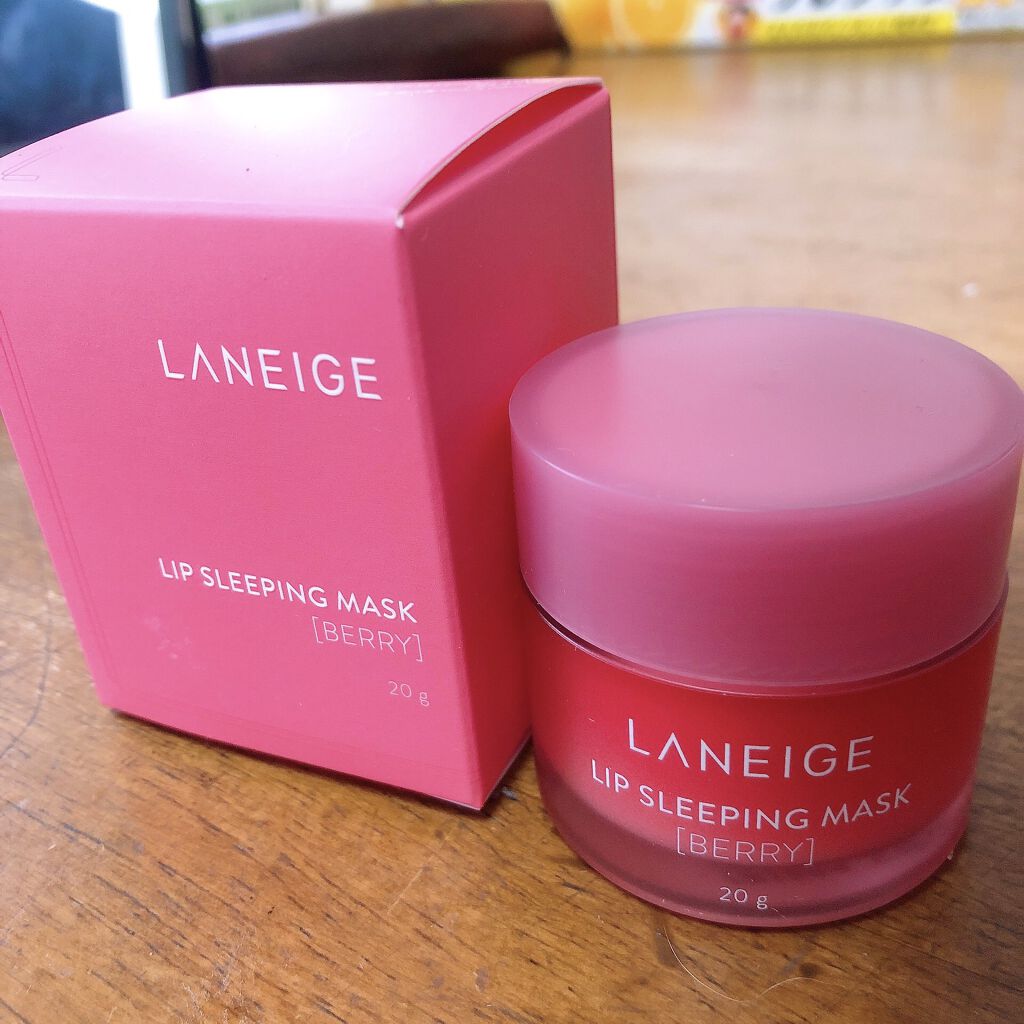 LANEIGE
LIP SLEEPING MASK
[BERRY]
20 g
LANEIGE
LIP SLEEPING MASK
[BERRY]
20 g